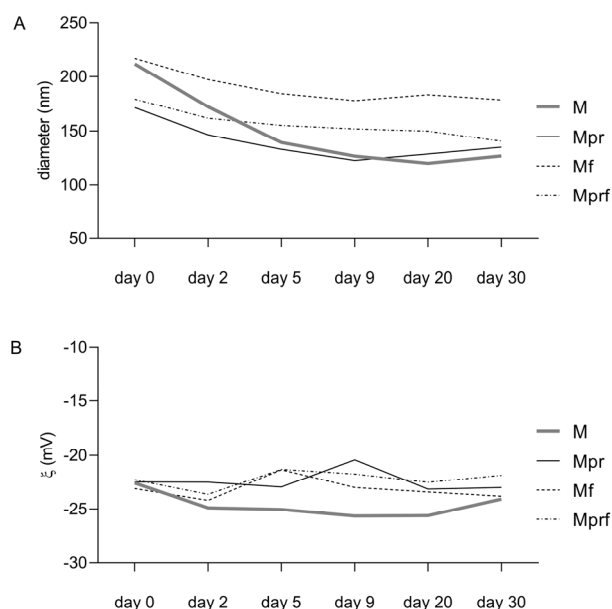 A
250
200
150
100
50
diameter (nm)
day 0 day 2 day 5 day 9 day 20 day 30
M
Mpr
Mf
Mprf
B
-10
-15
-20
-25
-30
ξ (mV)
day 0 day 2 day 5 day 9 day 20 day 30
M
Mpr
Mf
Mprf